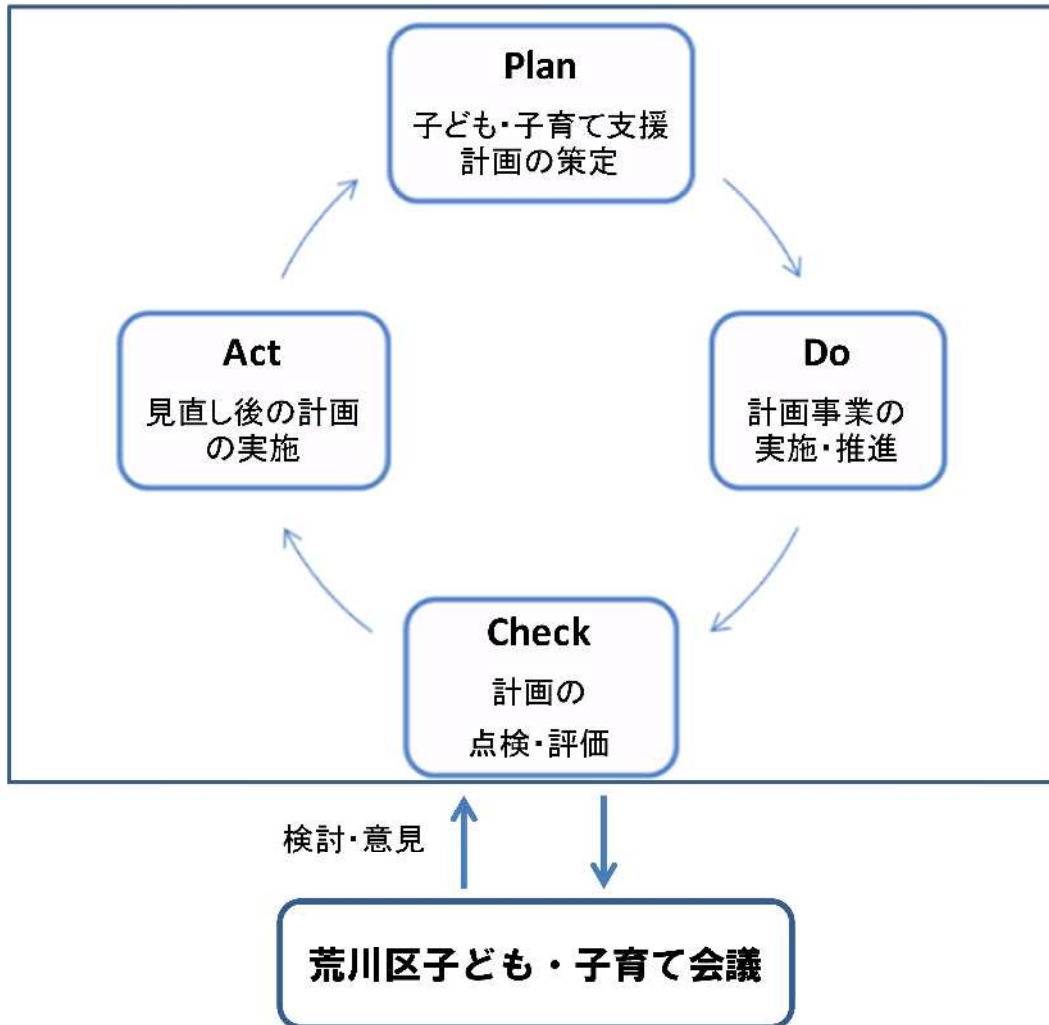 Plan
子ども・子育て支援
計画の策定
Act
見直し後の計画
の実施
Do
計画事業の
実施・推進
Check
計画の
点検・評価
検討・意見
荒川区子ども・子育て会議